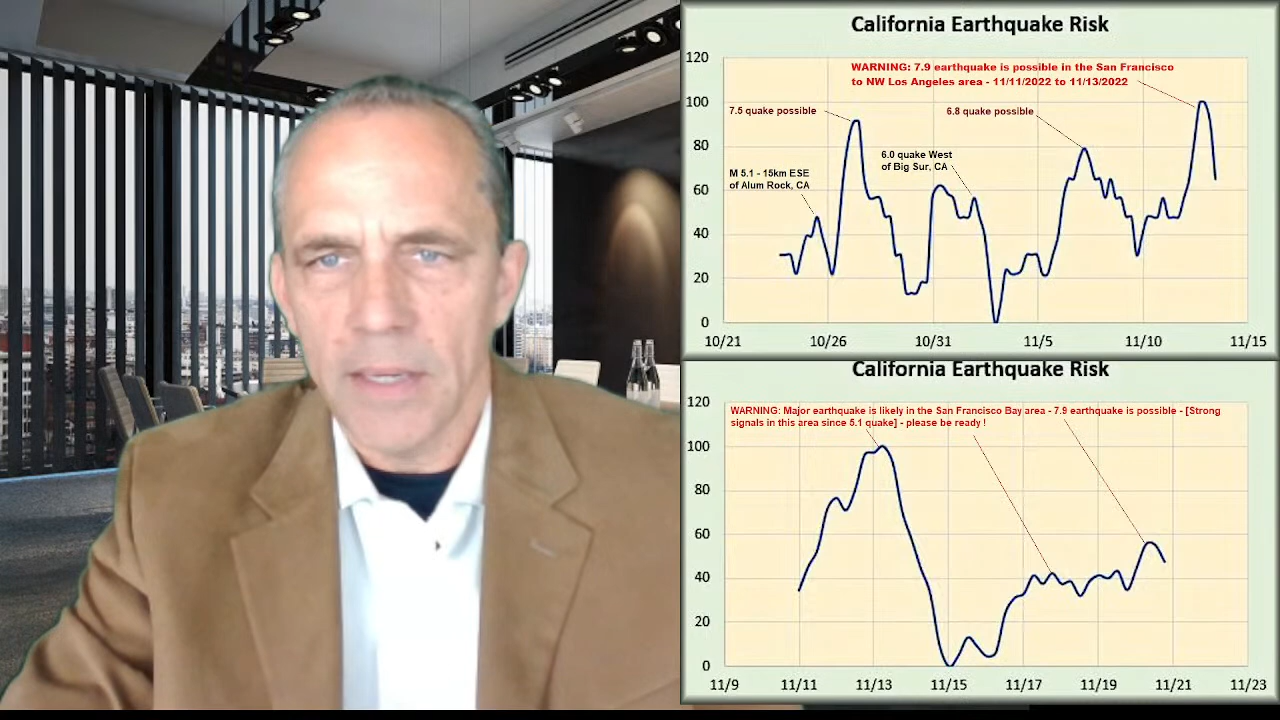 California Earthquake Risk
120
WARNING: 7.9 earthquake is possible in the San Francisco
to NW Los Angeles area - 11/11/2022 to 11/13/2022
100
7.5 quake possible
6.8 quake possible
80
6.0 quake West
of Big Sur, CA
M 5.1 - 15km ESE
of Alum Rock, CA
60
40
20
0
10/21 10/26 10/31 11/5 11/10 11/15
California Earthquake Risk
120
WARNING: Major earthquake is likely in the San Francisco Bay area - 7.9 earthquake is possible - [Strong
signals in this area since 5.1 quake] - please be ready !
100
80
60
40
20
0
11/9 11/11 11/13 11/15 11/17 11/19 11/21 11/23